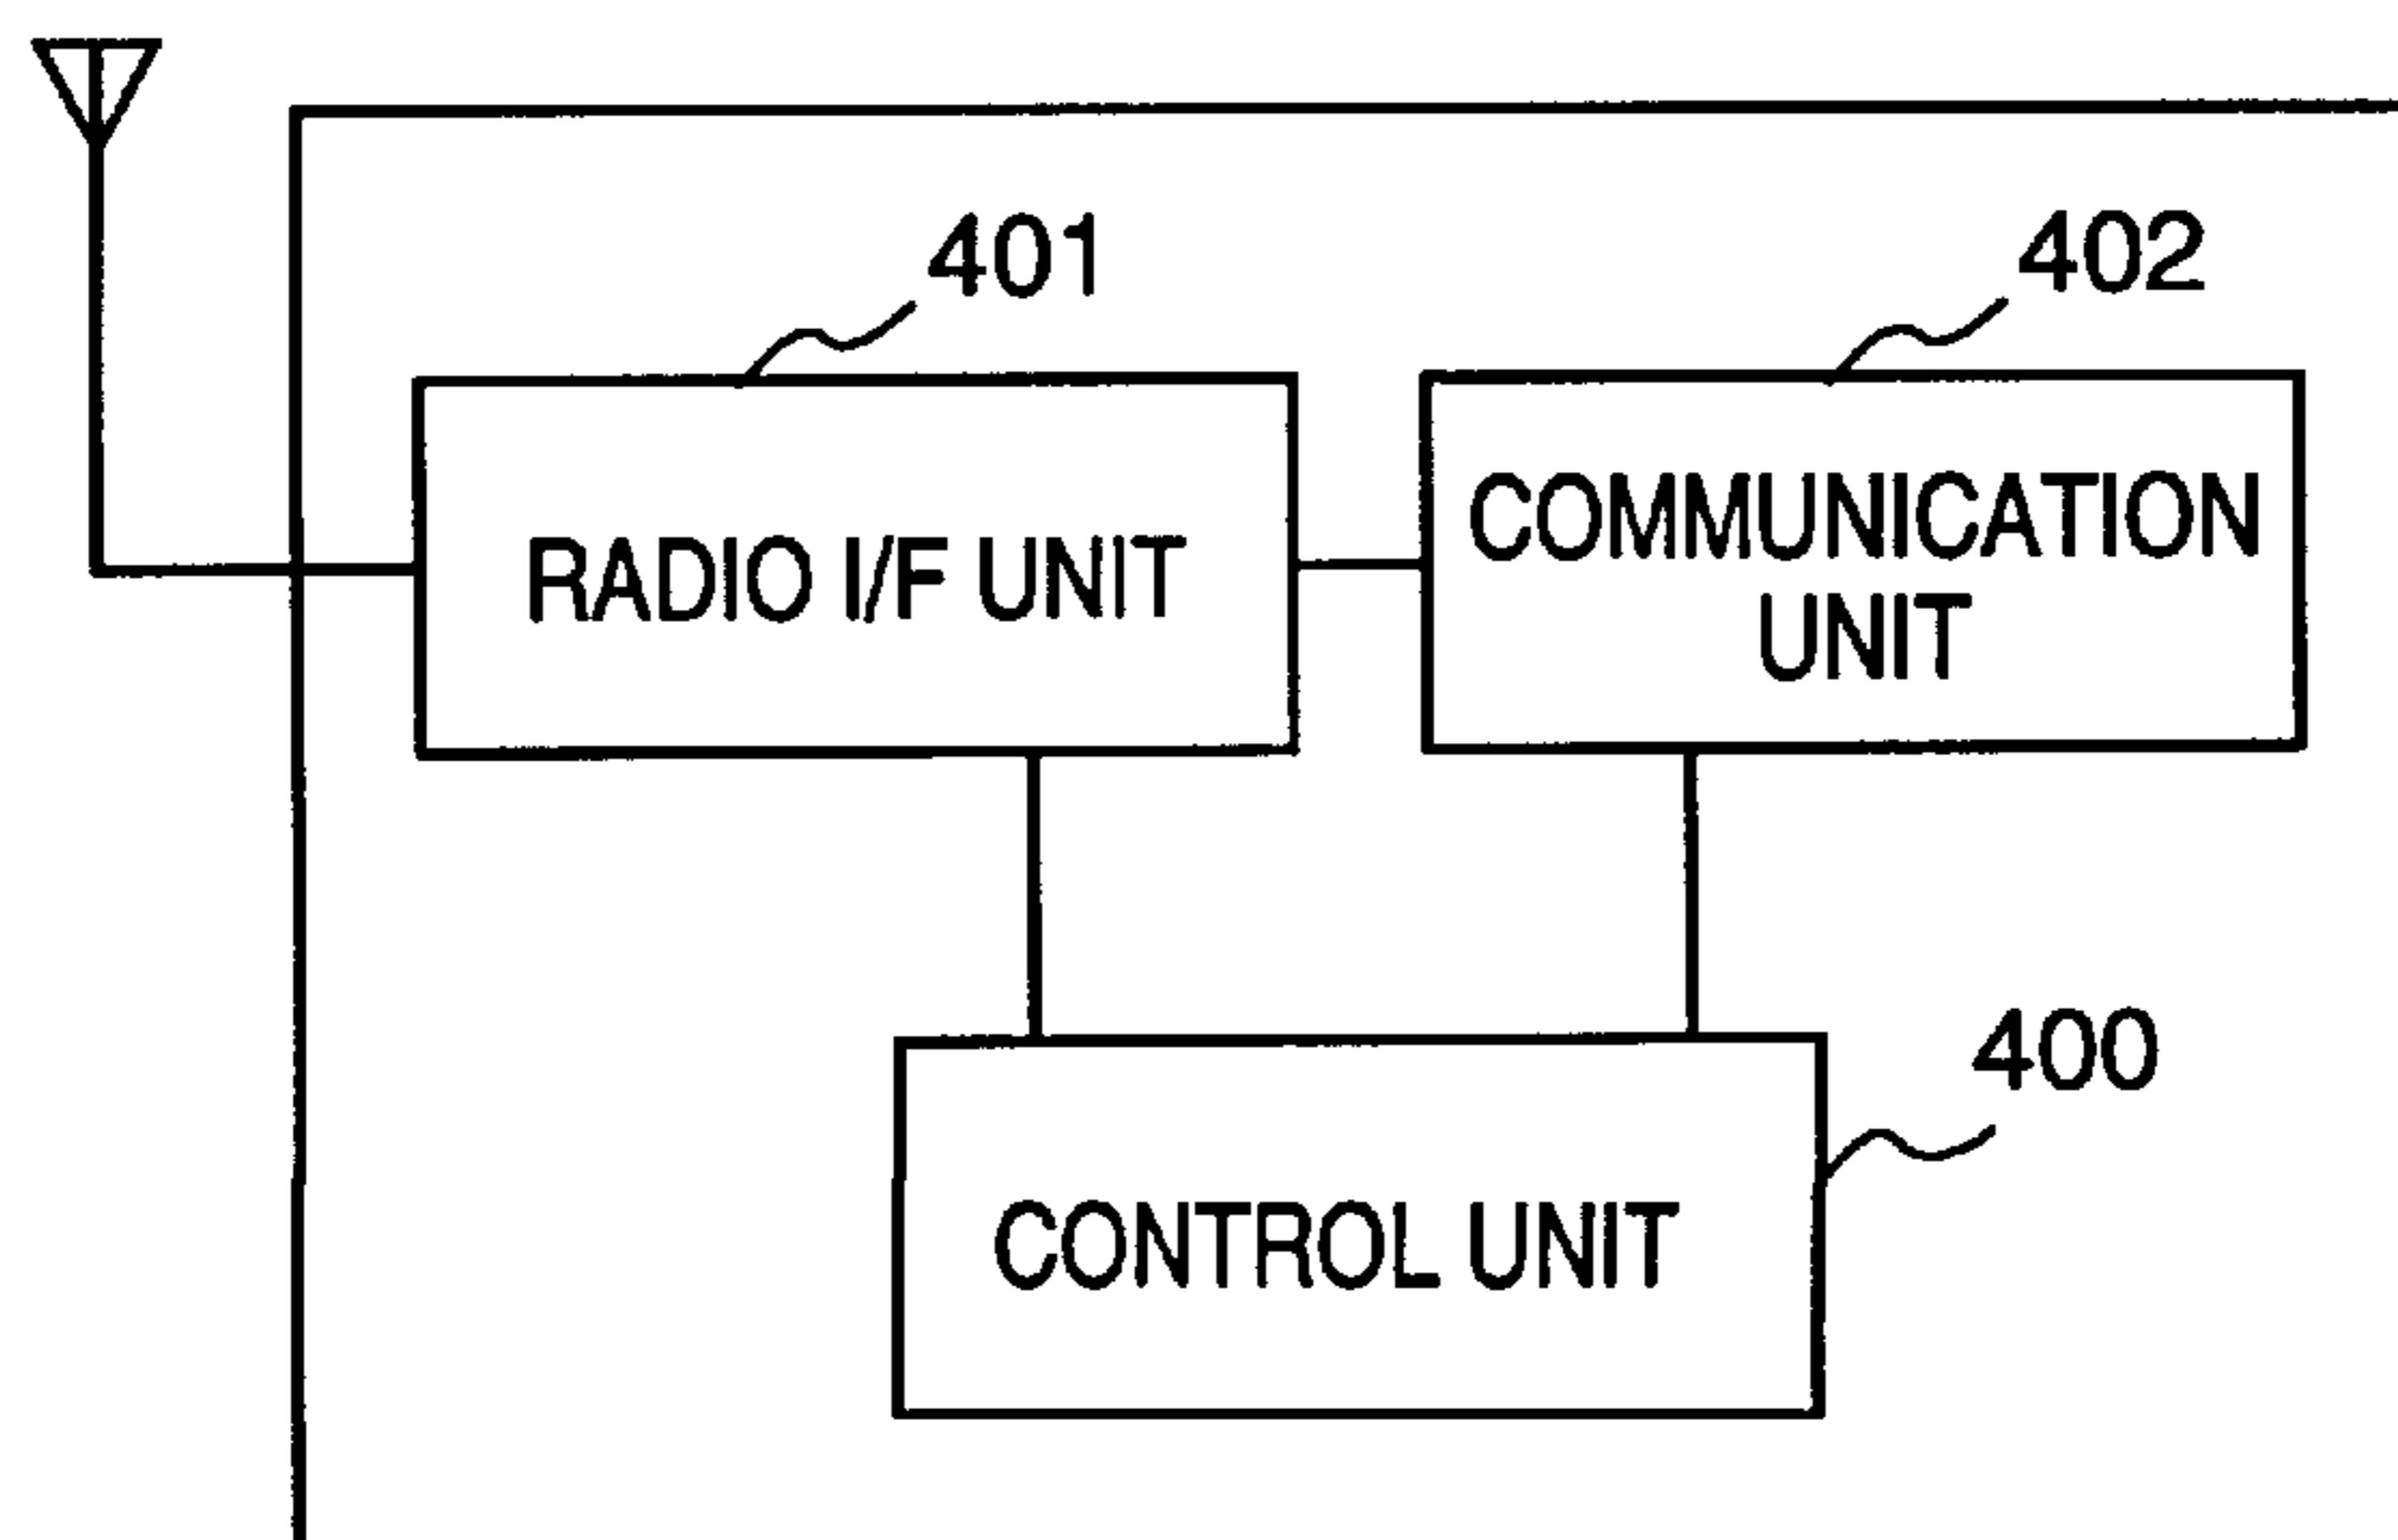 401
402
RADIO I/F UNIT
COMMUNICATION
UNIT
400
CONTROL UNIT